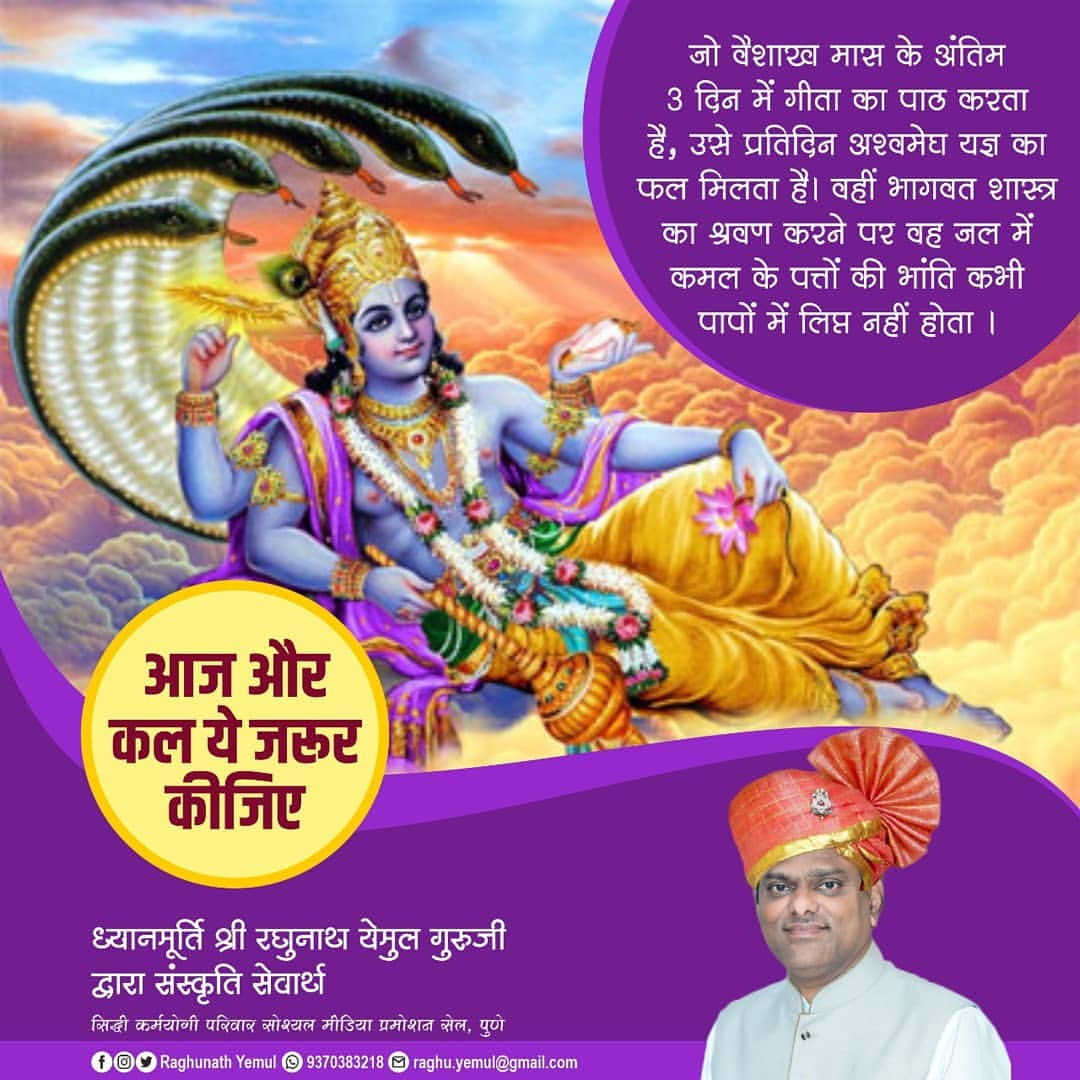 जो वैशाख मास के अंतिम
3 दिन में गीता का पाठ करता
है, उसे प्रतिदिन अश्वमेघ यज्ञ का
फल मिलता है। वहीं भागवत शास्त्र
का श्रवण करने पर वह जल में
कमल के पत्तों की भांति कभी
पापों में लिप्त नहीं होता ।
आज और
कल ये जरूर
कीजिए
ध्यानमूर्ति श्री रघुनाथ येमुल गुरुजी
द्वारा संस्कृति सेवार्थ
सिद्धी कर्मयोगी परिवार सोश्यल मीडिया प्रमोशन सेल, पुणे
Raghunath Yemul 9370383218 raghu.yemul@gmail.com